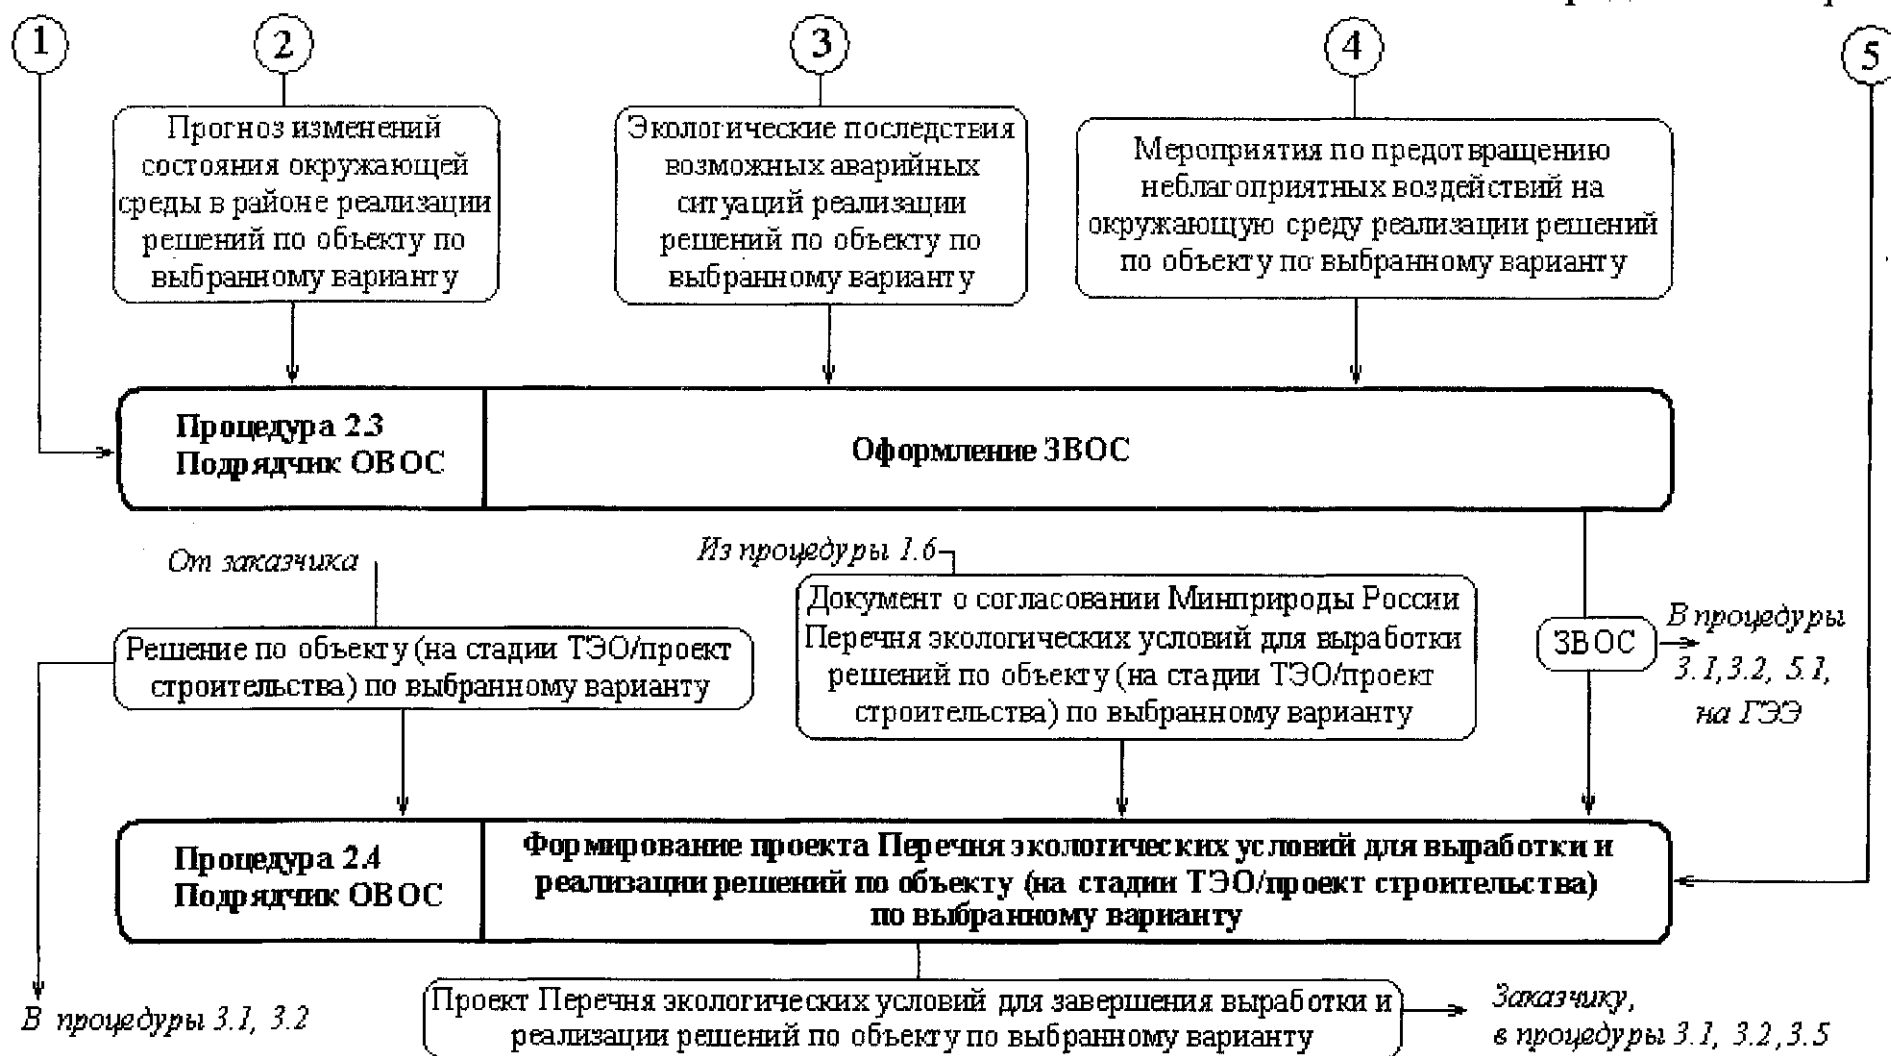 1
2
3
4
5
Прогноз изменений
состояния окружающей
среды в районе реализации
решений по объекту по
выбранному варианту
Экологические последствия
возможных аварийных
ситуаций реализации
решений по объекту по
выбранному варианту
Мероприятия по предотвращению
неблагоприятных воздействий на
окружающую среду реализации решений
по объекту по выбранному варианту
Процедура 2.3
Подрядчик ОВОС
Оформление ЗВОС
От заказчика
Из процедуры 1.6
Решение по объекту (на стадии ТЭО/проект
строительства) по выбранному варианту
Документ о согласовании Минприроды России
Перечня экологических условий для выработки
решений по объекту (на стадии ТЭО/проект
строительства) по выбранному варианту
ЗВОС
В процедуры
3.1,3.2, 5.1,
на ГЭЭ
Процедура 2.4
Подрядчик ОВОС
Формирование проекта Перечня экологических условий для выработки и
реализации решений по объекту (на стадии ТЭО/проект строительства)
по выбранному варианту
В процедуры 3.1, 3.2
Проект Перечня экологических условий для завершения выработки и
реализации решений по объекту по выбранному варианту
Заказчику,
в процедуры 3.1, 3.2,3.5